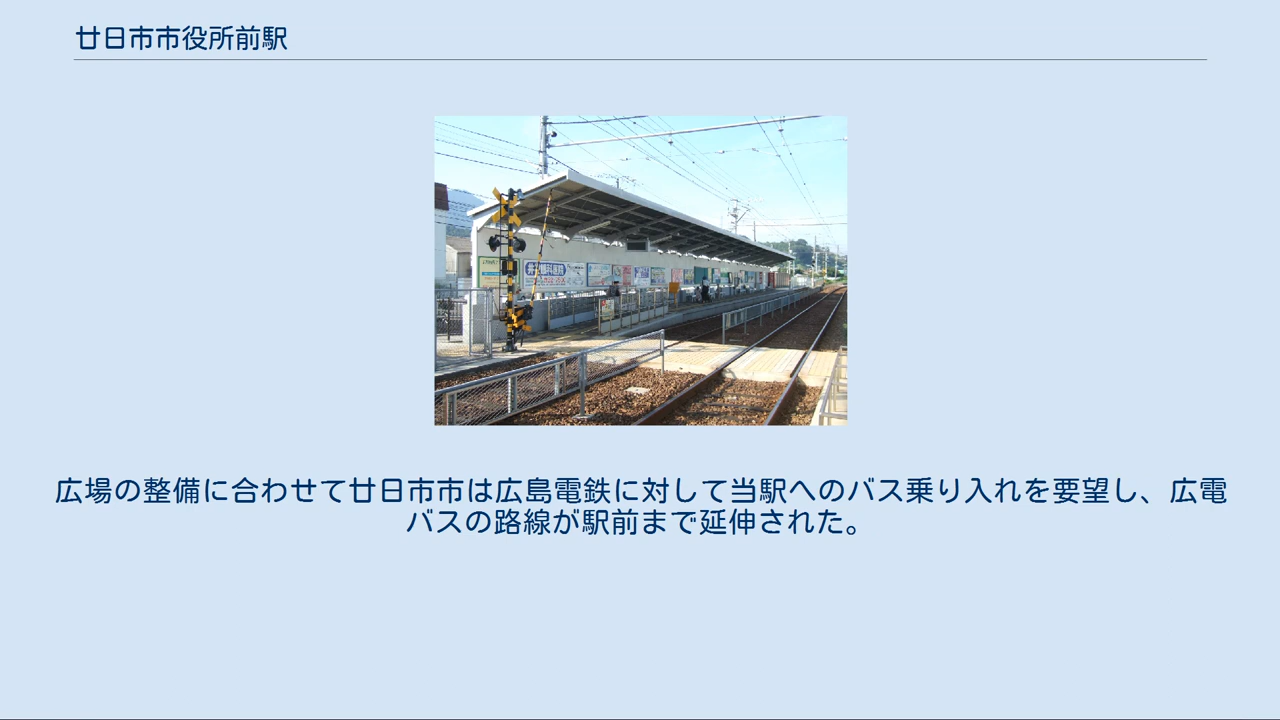 廿日市市役所前駅
広場の整備に合わせて廿日市市は広島電鉄に対して当駅へのバス乗り入れを要望し、広電
バスの路線が駅前まで延伸された。